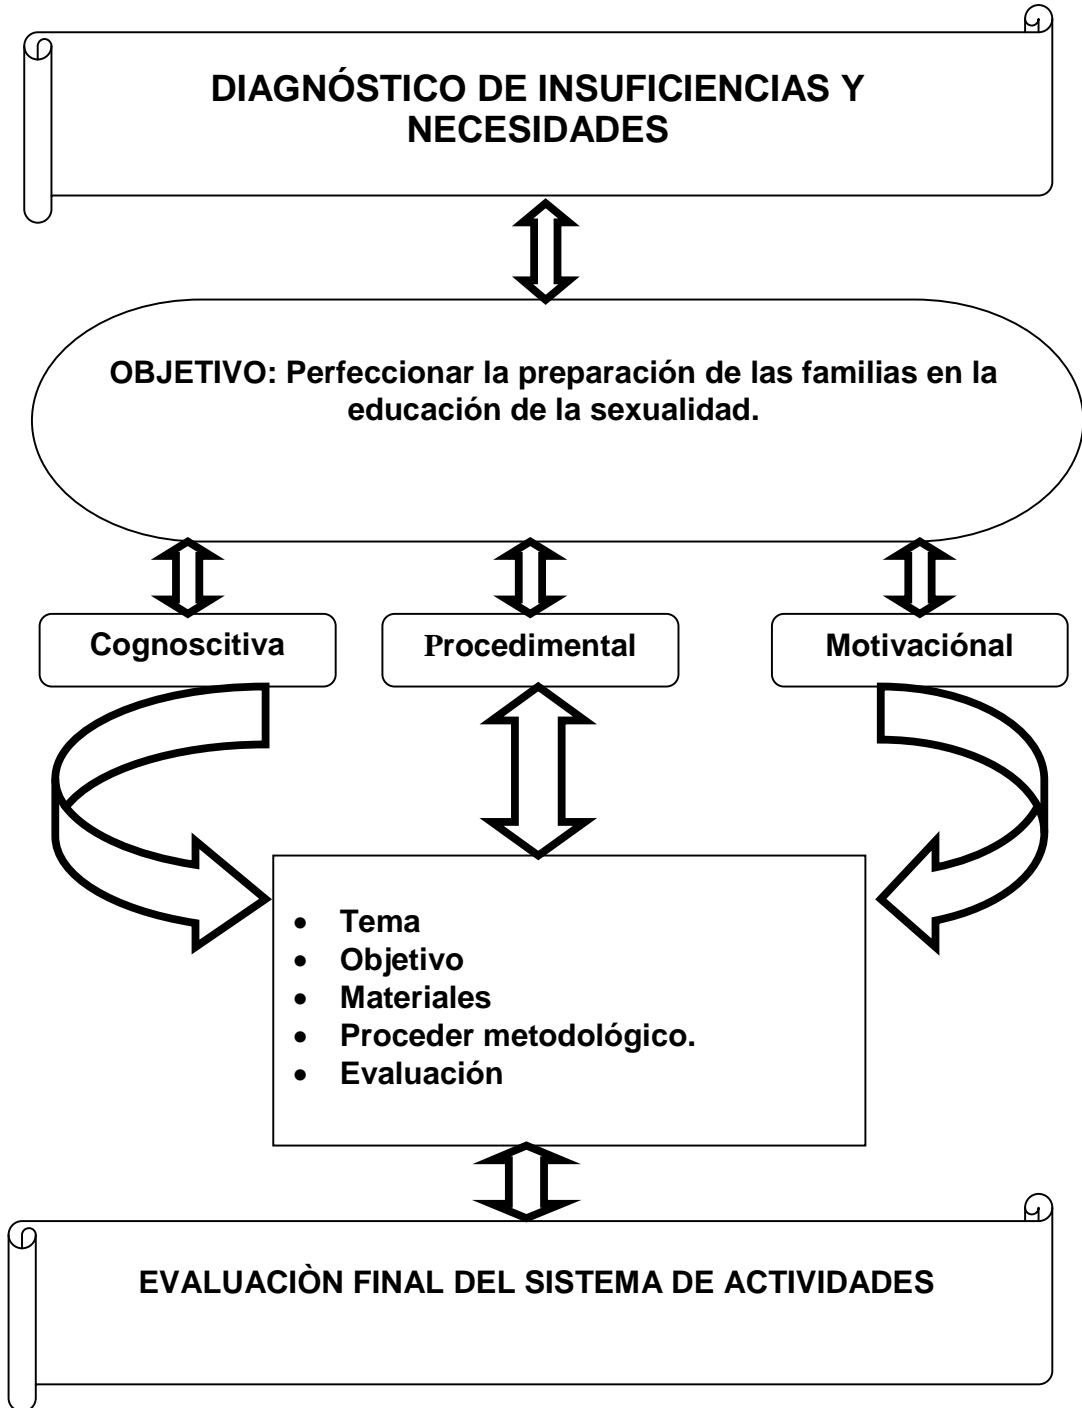 DIAGNÓSTICO DE INSUFICIENCIAS Y
NECESIDADES
OBJETIVO: Perfeccionar la preparación de las familias en la
educación de la sexualidad.
Cognoscitiva
Procedimental
Motivaciónal
• Tema
• Objetivo
• Materiales
• Proceder metodológico.
• Evaluación
EVALUACIÒN FINAL DEL SISTEMA DE ACTIVIDADES